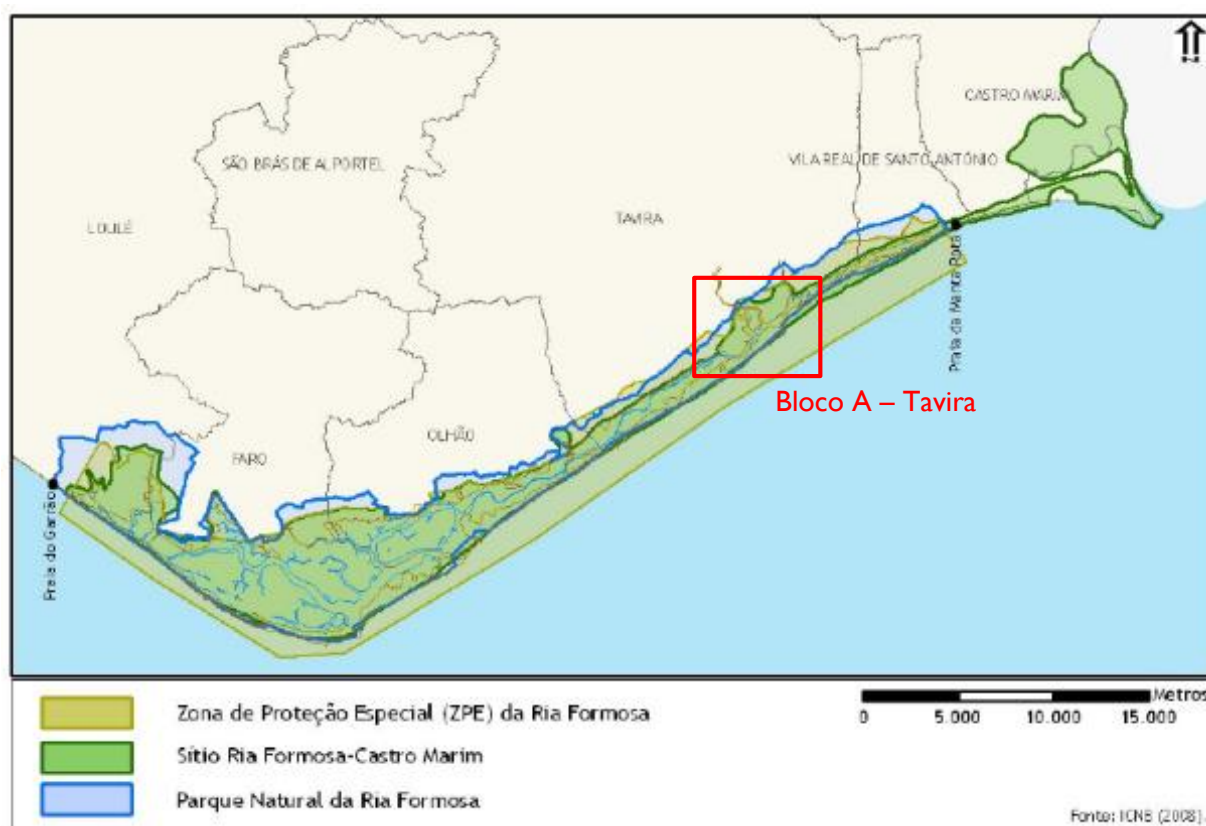 CASTRO MARIM
SÃO BRÁS DE ALPORTEL
VILA REAL DE SANTO ANTÓNIO
LOULÉ
TAVIRA
Praia da Manta Rota
Bloco A – Tavira
OLHÃO
FARO
Praia do Garrão
Zona de Proteção Especial (ZPE) da Ria Formosa
Metros
0 5.000 10.000 15.000
Sítio Ria Formosa-Castro Marim
Parque Natural da Ria Formosa
Fonte: ICNB (2008).